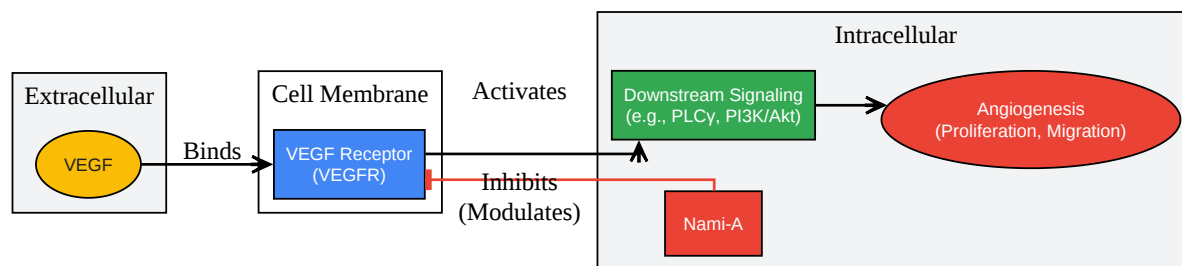 Extracellular
VEGF
Binds
Cell Membrane
VEGF Receptor
(VEGFR)
Activates
Inhibits
(Modulates)
Intracellular
Downstream Signaling
(e.g., PLCγ, PI3K/Akt)
Nami-A
Angiogenesis
(Proliferation, Migration)